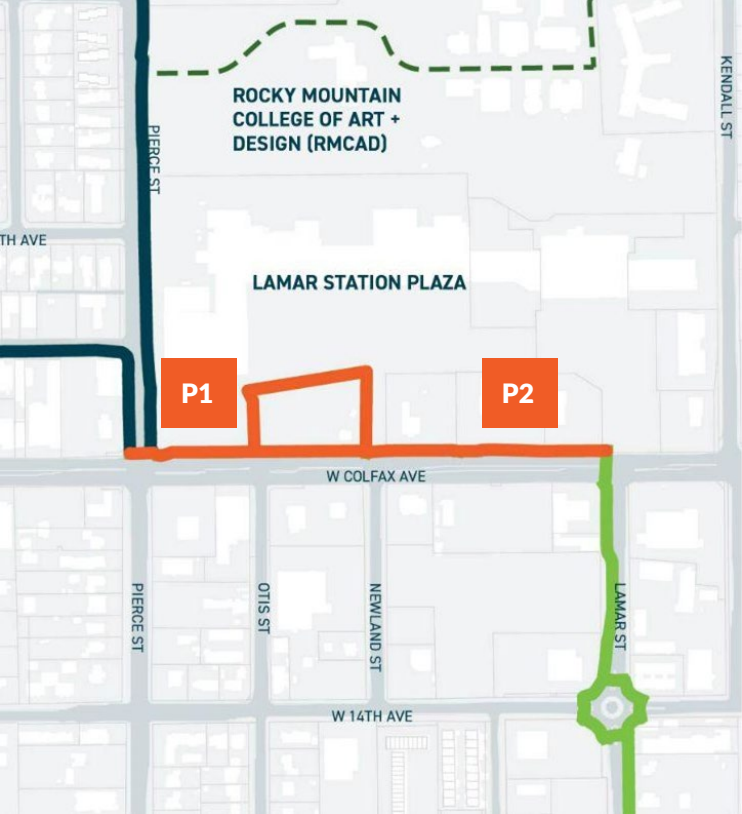 ROCKY MOUNTAIN
COLLEGE OF ART +
DESIGN (RMCAD)
KENDALL ST
PIERCE ST
TH AVE
LAMAR STATION PLAZA
P1
P2
W COLFAX AVE
PIERCE ST
OTIS ST
NEWLAND ST
LAMAR ST
W 14TH AVE